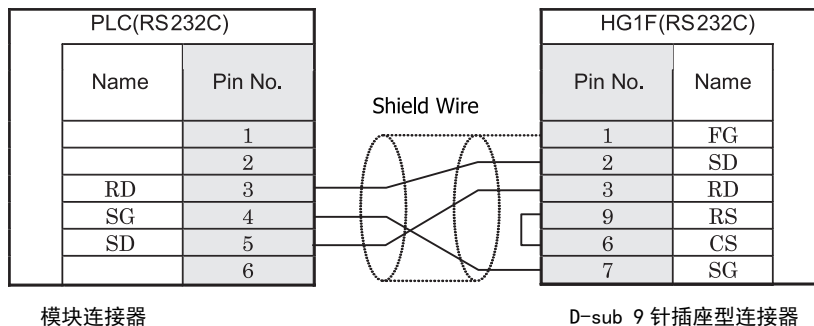 PLC(RS232C)
HG1F(RS232C)
Name Pin No.
Pin No. Name
Shield Wire
1 1 FG
2 2 SD
RD 3 3 RD
SG 4 9 RS
SD 5 6 CS
6 7 SG
模块连接器
D-sub 9 针插座型连接器